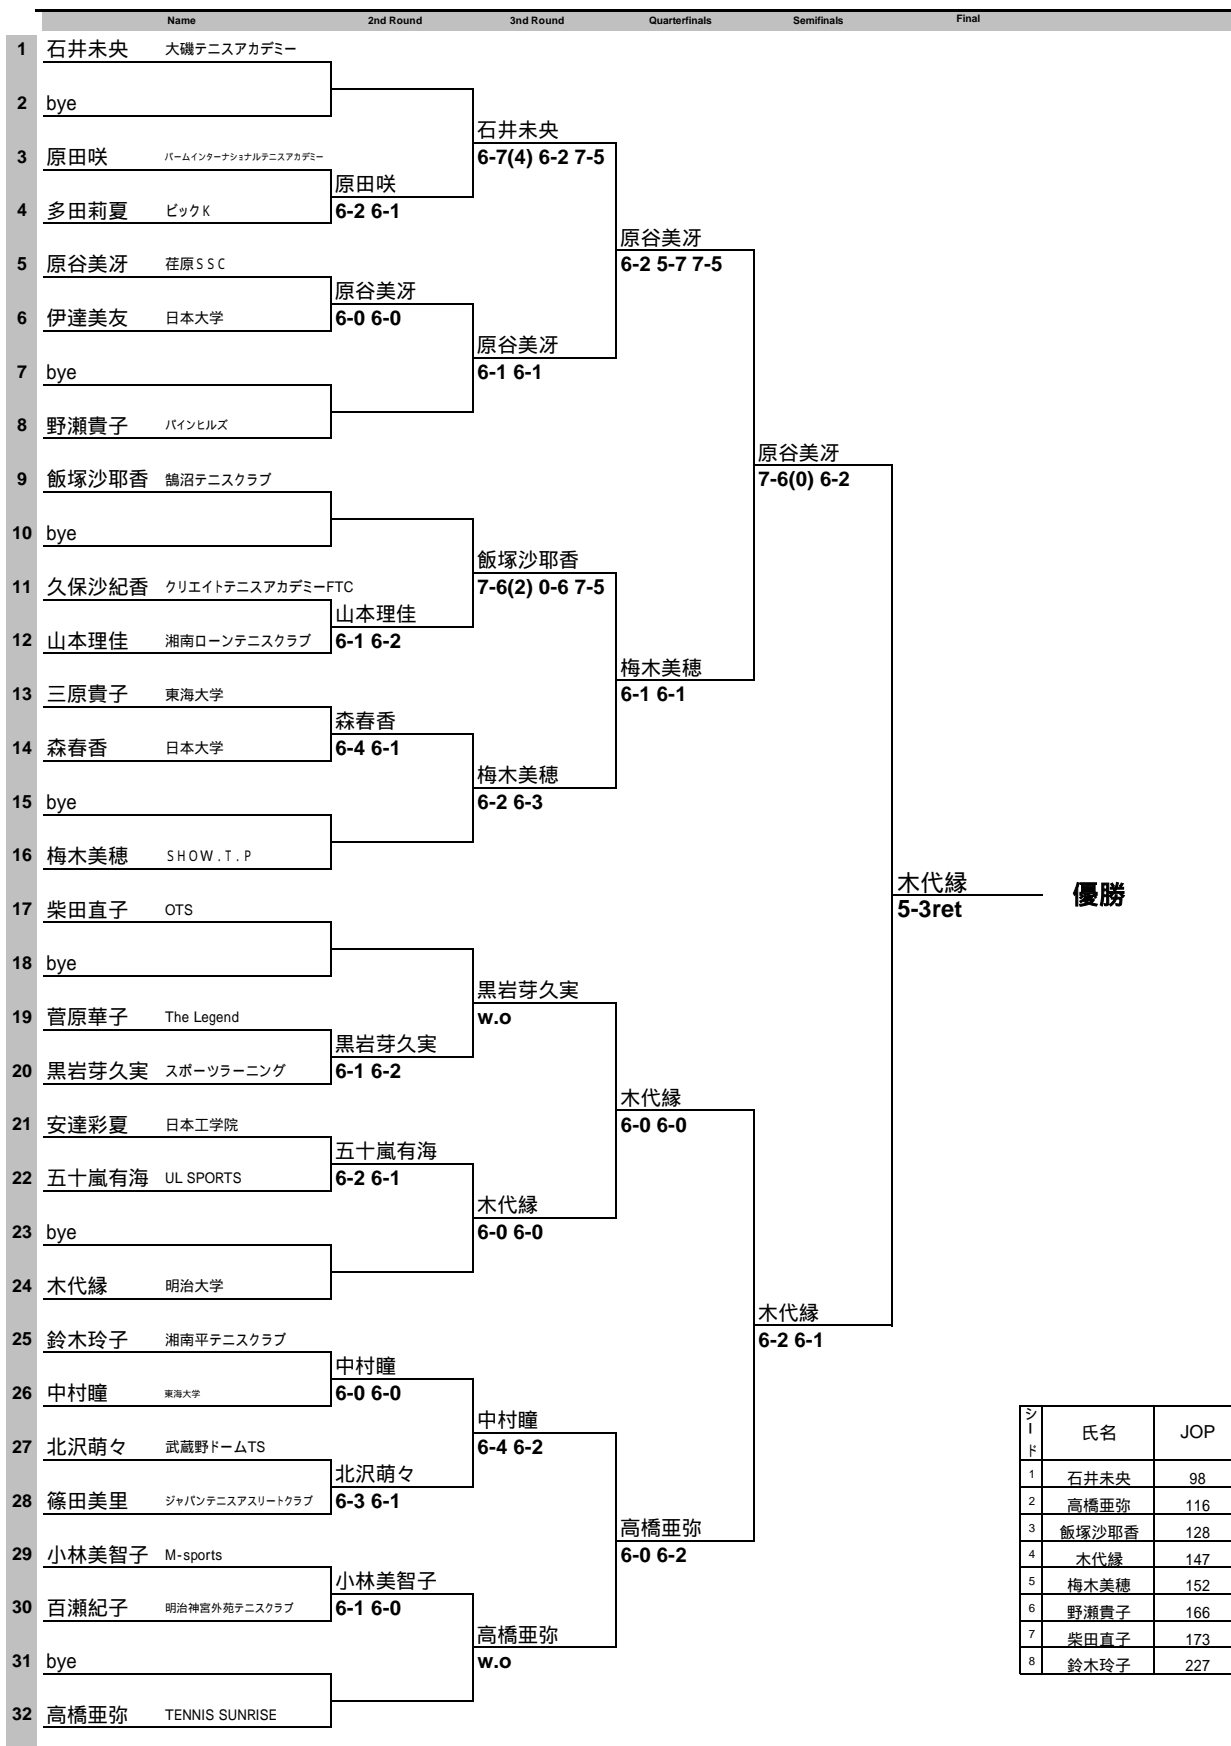 Name 2nd Round 3rd Round Quarterfinals Semifinals Final
1 石井未央 大磯テニスアカデミー
2 bye
石井未央
3 原田咲 パームインターナショナルテニスアカデミー 6-7(4) 6-2 7-5
原田咲
4 多田莉夏 ビックK 6-2 6-1
原谷美冴
5 原谷美冴 荏原SSC 6-2 5-7 7-5
原谷美冴
6 伊達美友 日本大学 6-0 6-0
原谷美冴
7 bye 6-1 6-1
8 野瀬貴子 パインヒルズ
原谷美冴
9 飯塚沙耶香 鵠沼テニスクラブ 7-6(0) 6-2
10 bye
飯塚沙耶香
11 久保沙紀香 クリエイトテニスアカデミーFTC 7-6(2) 0-6 7-5
山本理佳
12 山本理佳 湘南ローンテニスクラブ 6-1 6-2
梅木美穂
13 三原貴子 東海大学 6-1 6-1
森春香
14 森春香 日本大学 6-4 6-1
梅木美穂
15 bye 6-2 6-3
16 梅木美穂 SHOW.T.P
木代縁 優勝
17 柴田直子 OTS 5-3ret
18 bye
黒岩芽久実
19 菅原華子 The Legend w.o
黒岩芽久実
20 黒岩芽久実 スポーツラーニング 6-1 6-2
木代縁
21 安達彩夏 日本工学院 6-0 6-0
五十嵐有海
22 五十嵐有海 UL SPORTS 6-2 6-1
木代縁
23 bye 6-0 6-0
24 木代縁 明治大学
木代縁
25 鈴木玲子 湘南平テニスクラブ 6-2 6-1
中村瞳
26 中村瞳 東海大学 6-0 6-0
中村瞳
27 北沢萌々 武蔵野ドームTS 6-4 6-2
北沢萌々
28 篠田美里 ジャパンテニスアスリートクラブ 6-3 6-1
高橋亜弥
29 小林美智子 M-sports 6-0 6-2
小林美智子
30 百瀬紀子 明治神宮外苑テニスクラブ 6-1 6-0
高橋亜弥
31 bye w.o
32 高橋亜弥 TENNIS SUNRISE
シード 氏名 JOP
1 石井未央 98
2 高橋亜弥 116
3 飯塚沙耶香 128
4 木代縁 147
5 梅木美穂 152
6 野瀬貴子 166
7 柴田直子 173
8 鈴木玲子 227